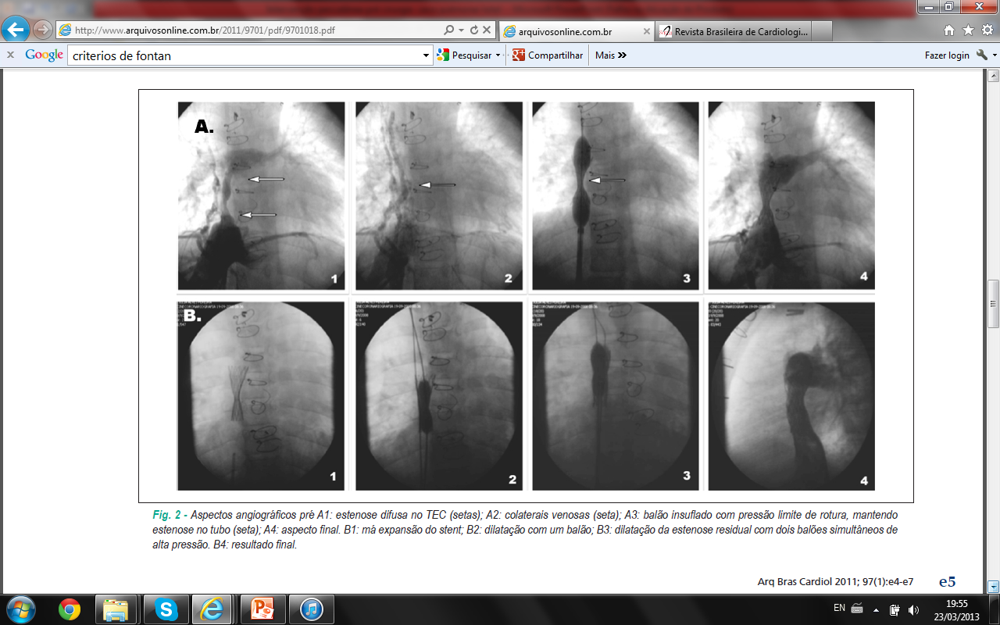 http://www.arquivosonline.com.br/2011/9701/pdf/9701018.pdf
arquivosonline.com.br
Revista Brasileira de Cardiologi...
x Google criterios de fontan Pesquisar Compartilhar Mais Fazer login
A.
1
2
3
4
B.
1
2
3
4
Fig. 2 - Aspectos angiográficos pré A1: estenose difusa no TEC (setas); A2: colaterais venosas (seta); A3: balão insuflado com pressão limite de rotura, mantendo
estenose no tubo (seta); A4: aspecto final. B1: má expansão do stent; B2: dilatação com um balão; B3: dilatação da estenose residual com dois balões simultâneos de
alta pressão. B4: resultado final.
Arq Bras Cardiol 2011; 97(1):e4-e7 e5
EN
19:55
23/03/2013